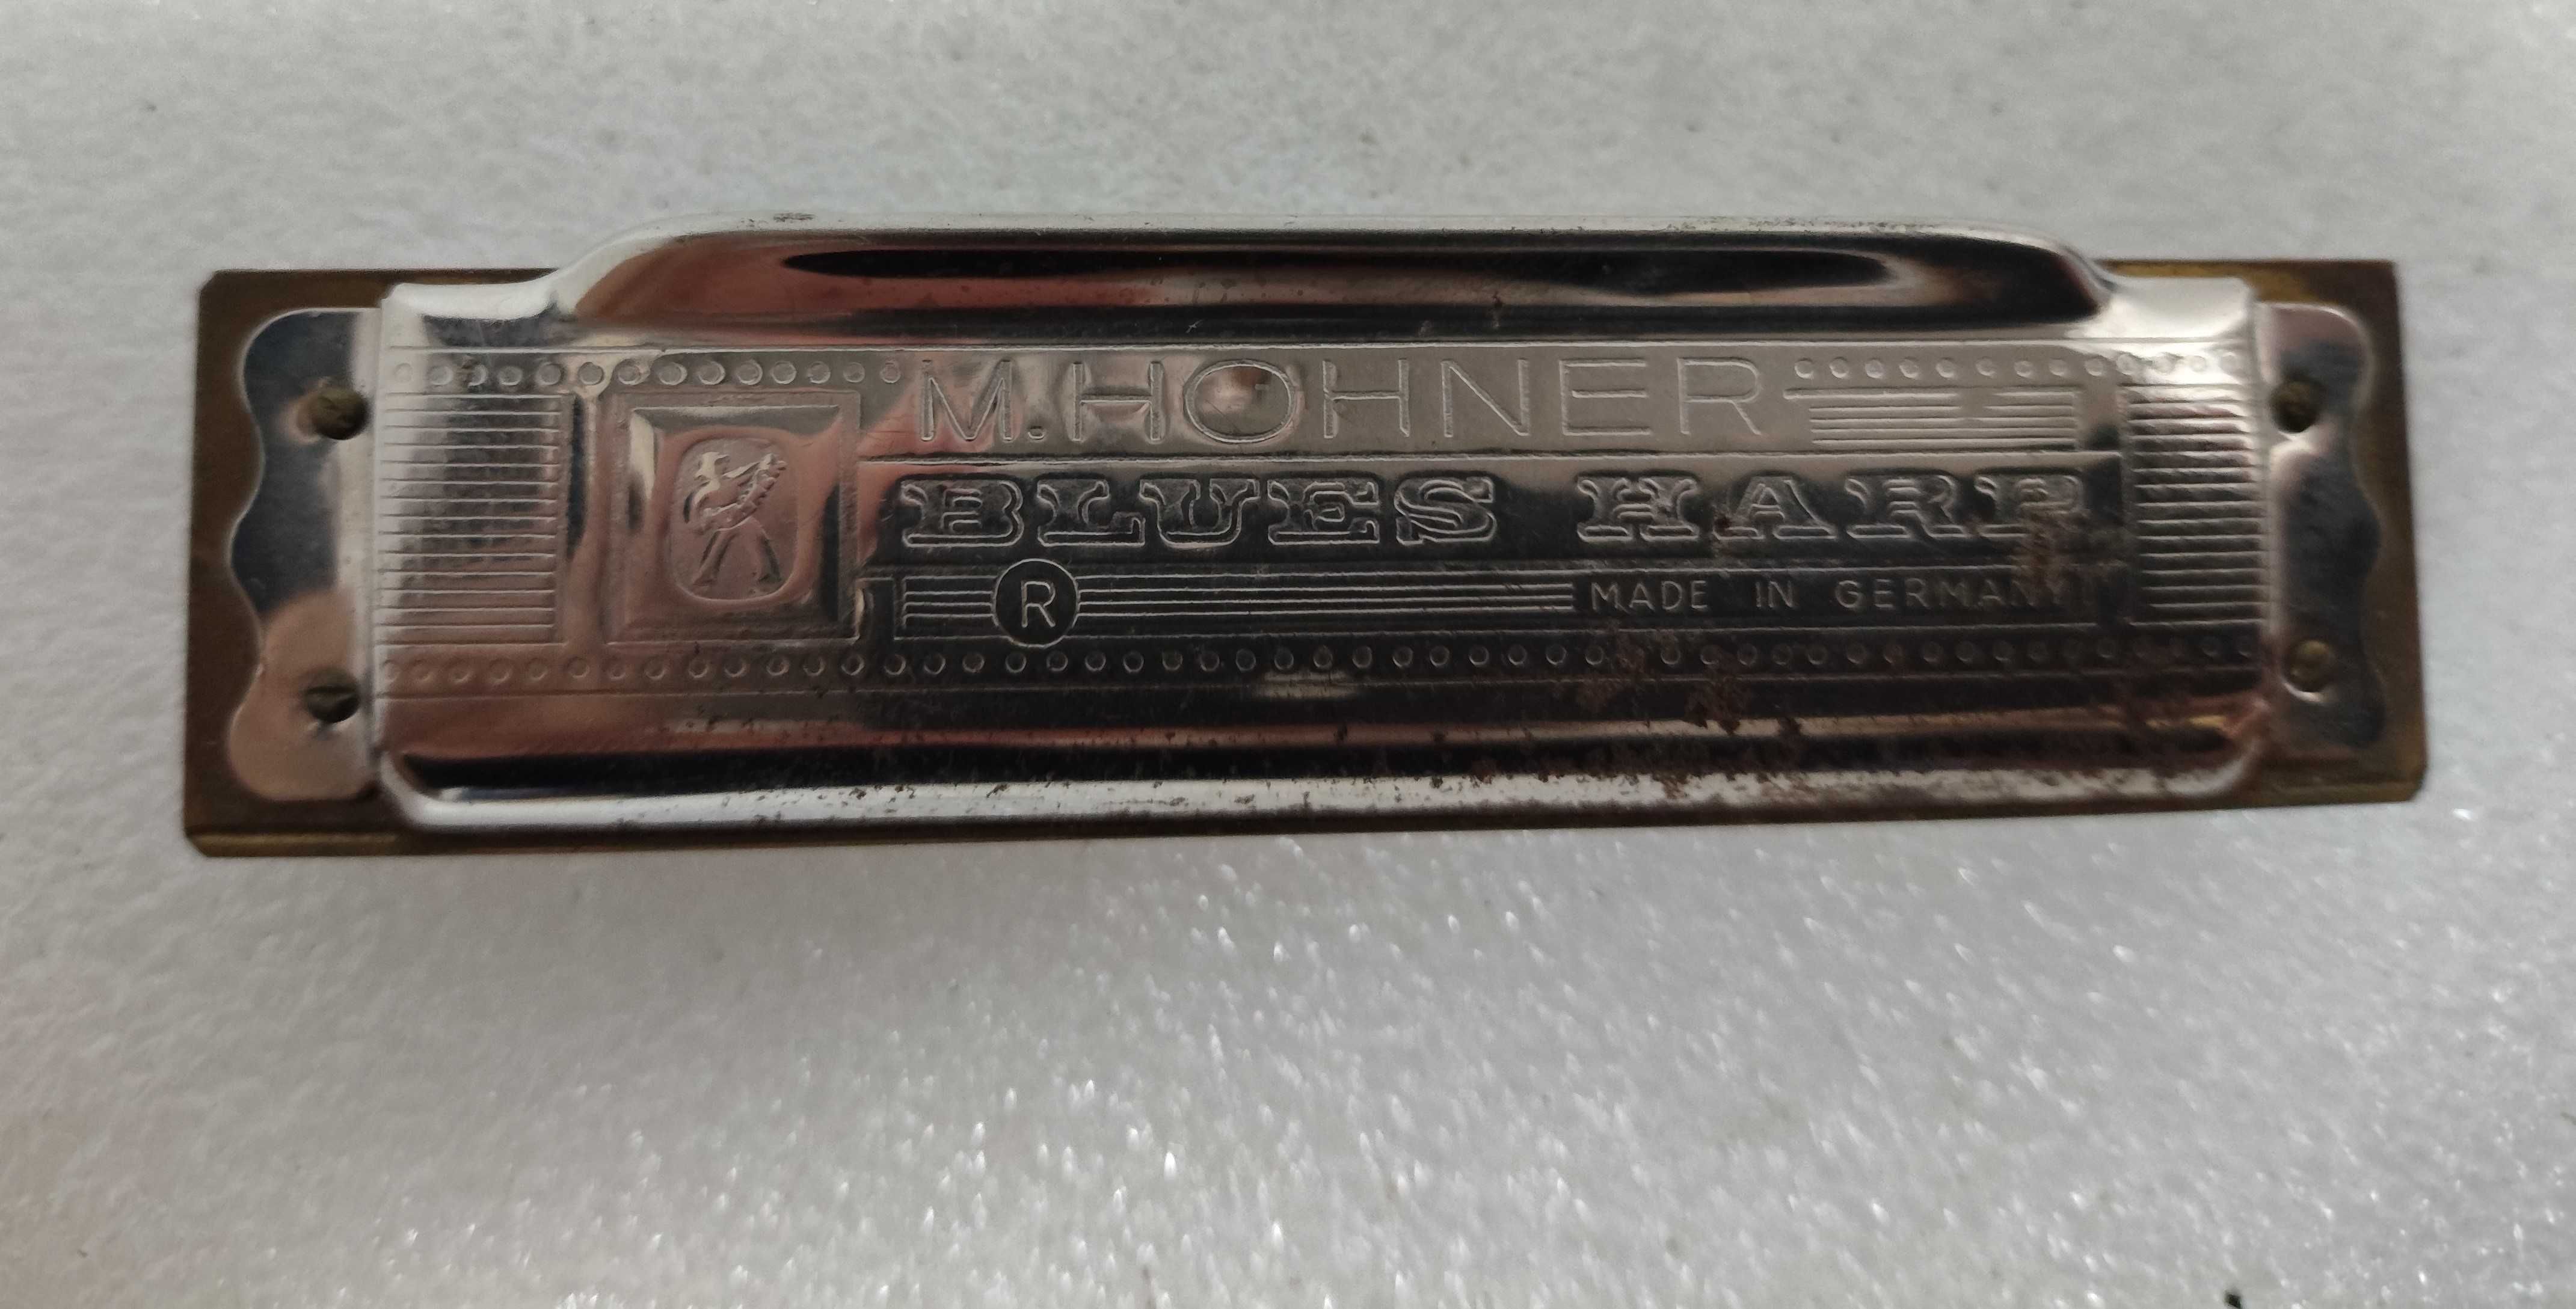 M. HOHNER
BLUES HARP
® MADE IN GERMANY